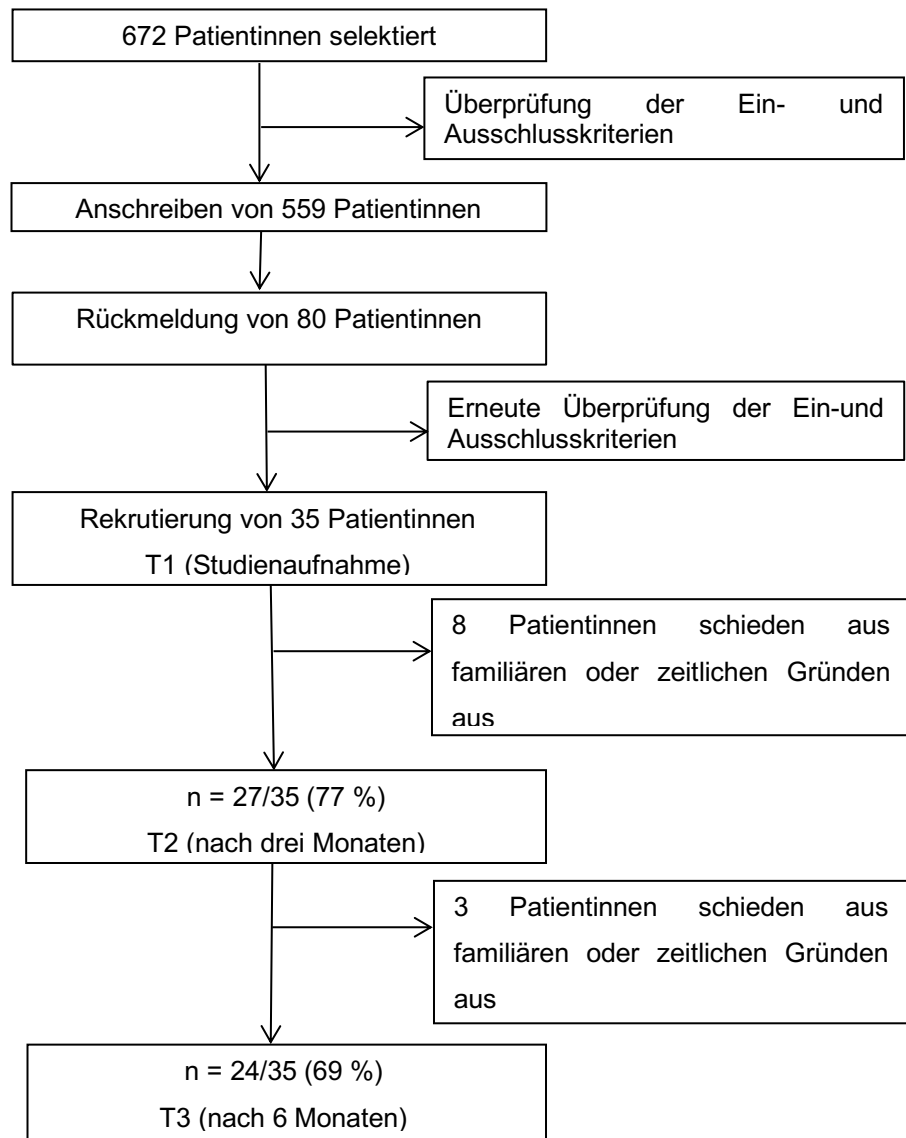 672 Patientinnen selektiert
Überprüfung der Ein- und
Ausschlusskriterien
Anschreiben von 559 Patientinnen
Rückmeldung von 80 Patientinnen
Erneute Überprüfung der Ein-und
Ausschlusskriterien
Rekrutierung von 35 Patientinnen
T1 (Studienaufnahme)
8 Patientinnen schieden aus
familiären oder zeitlichen Gründen
aus
n = 27/35 (77 %)
T2 (nach drei Monaten)
3 Patientinnen schieden aus
familiären oder zeitlichen Gründen
aus
n = 24/35 (69 %)
T3 (nach 6 Monaten)